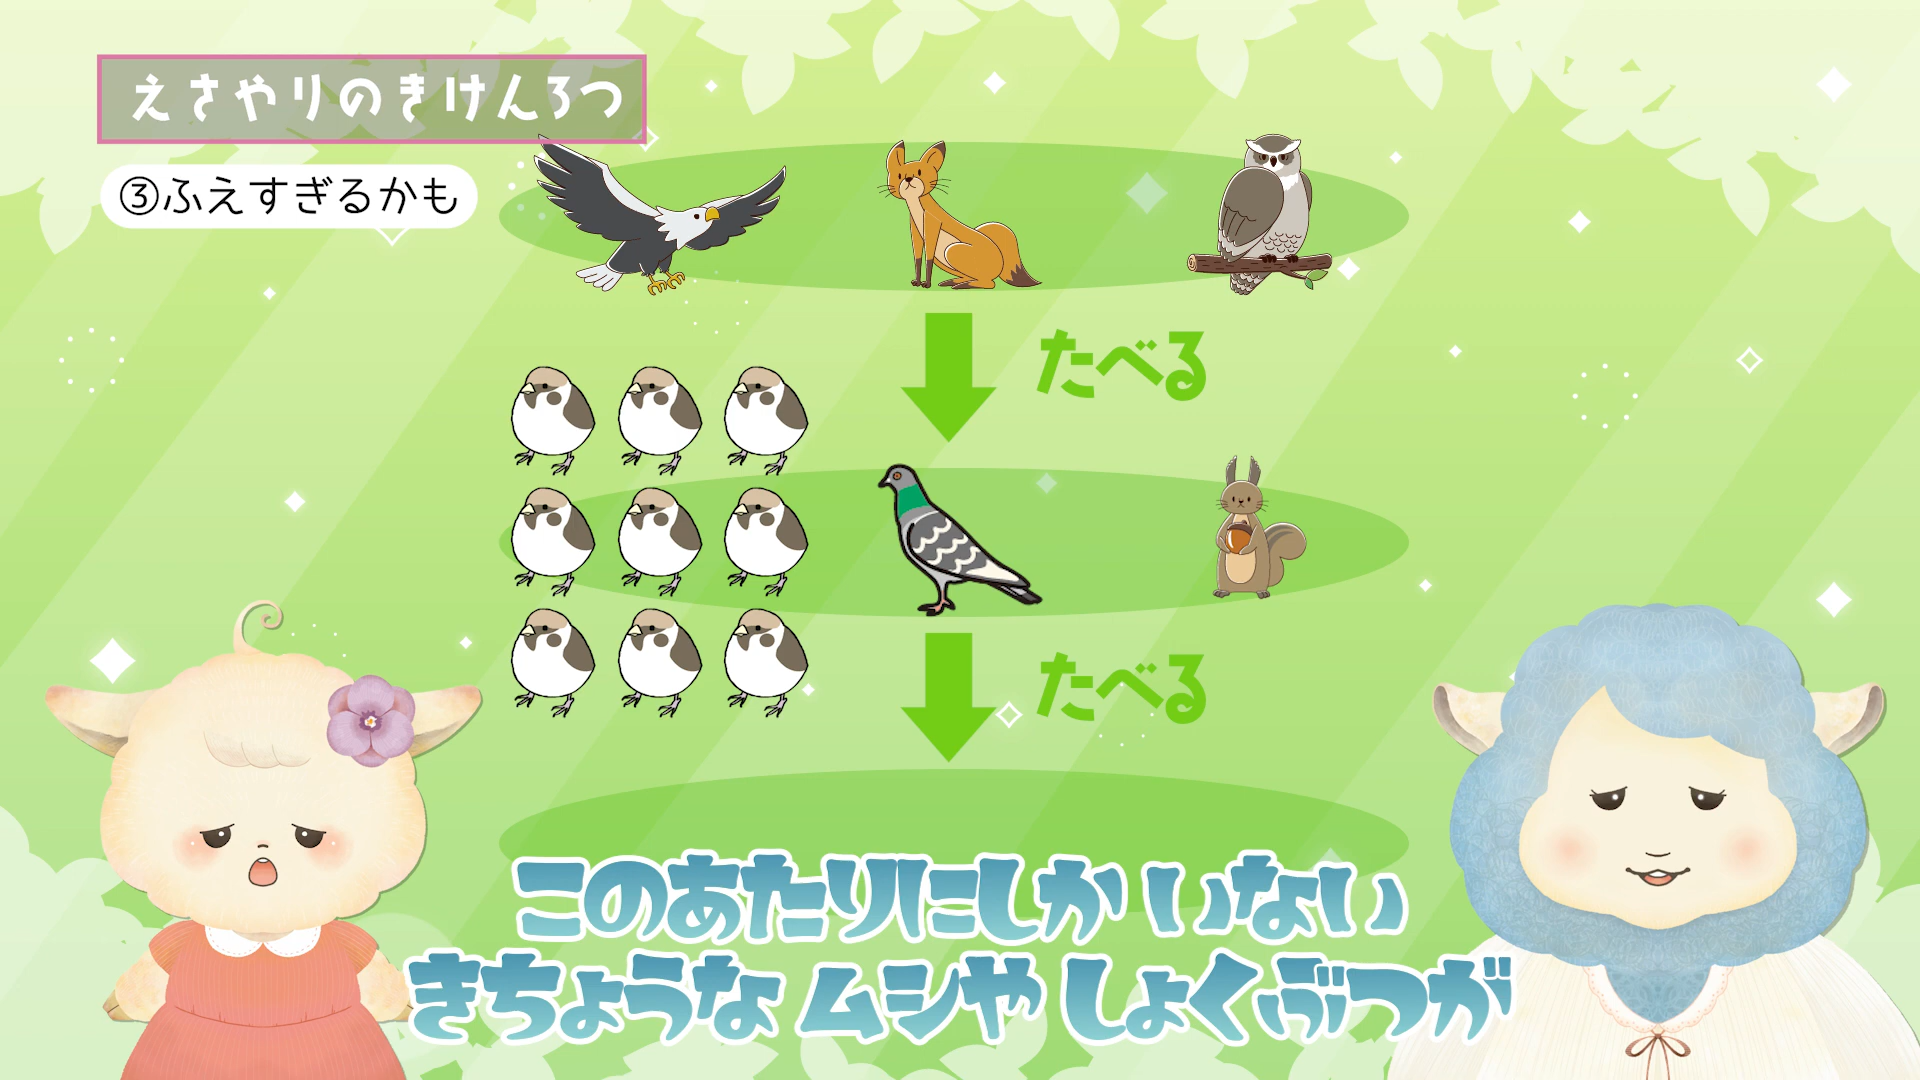 えさやりのきけん3つ
③ふえすぎるかも
たべる
たべる
このあたりにしか いない
きちょうな ムシや しょくぶつが